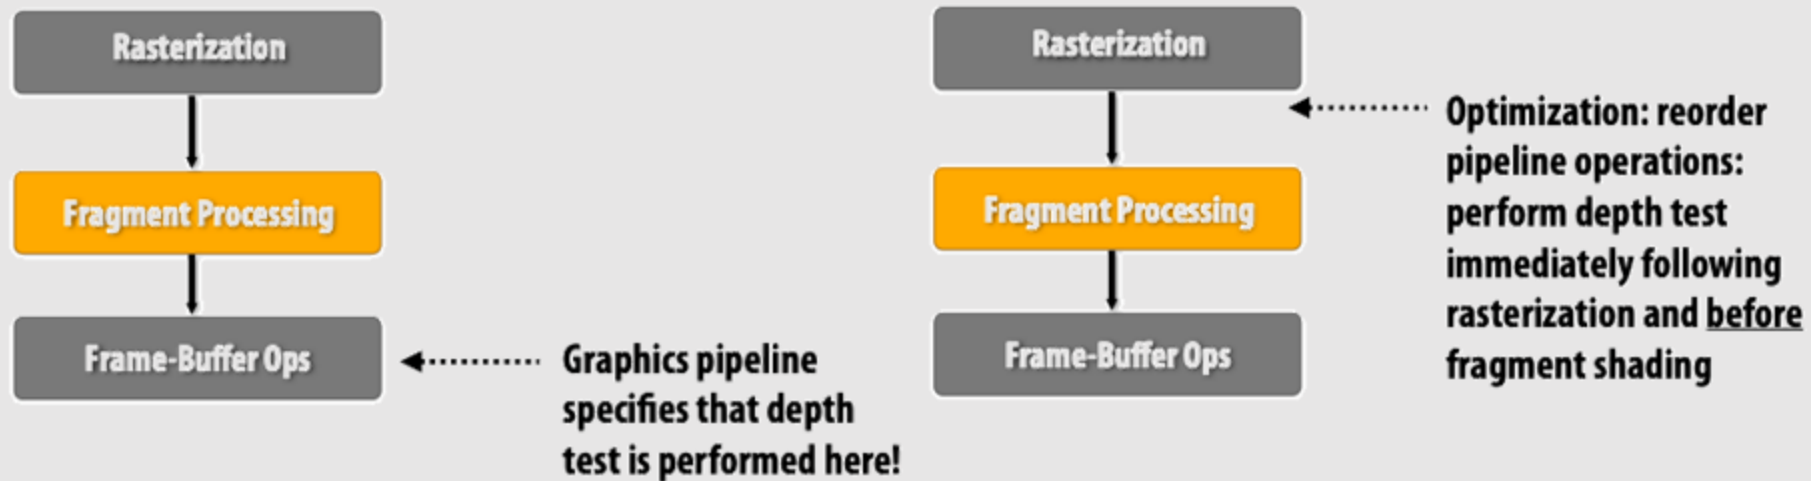 Rasterization
Fragment Processing
Frame-Buffer Ops
Graphics pipeline
specifies that depth
test is performed here!
Rasterization
Fragment Processing
Frame-Buffer Ops
Optimization: reorder
pipeline operations:
perform depth test
immediately following
rasterization and before
fragment shading